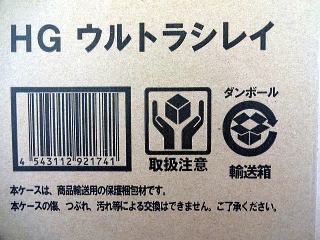 HG ウルトラシレイ
ダンボール
4 543112 921741
取扱注意
輸送箱
本ケースは、商品輸送用の保護梱包材です。
本ケースの傷、つぶれ、汚れ等による交換はできません。ご了承ください。